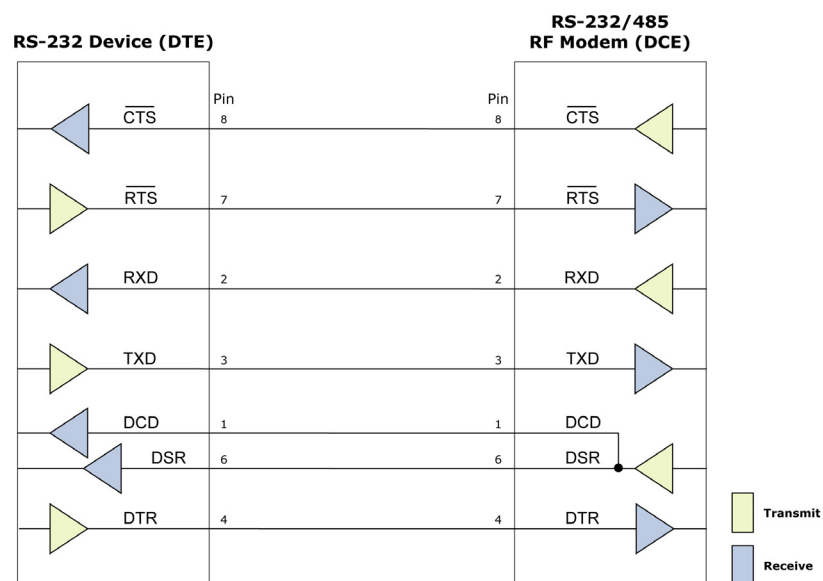 RS-232 Device (DTE)
RS-232/485
RF Modem (DCE)
Pin
Pin
CTS 8 8 CTS
RTS 7 7 RTS
RXD 2 2 RXD
TXD 3 3 TXD
DCD 1 1 DCD
DSR 6 6 DSR
DTR 4 4 DTR
Transmit
Receive